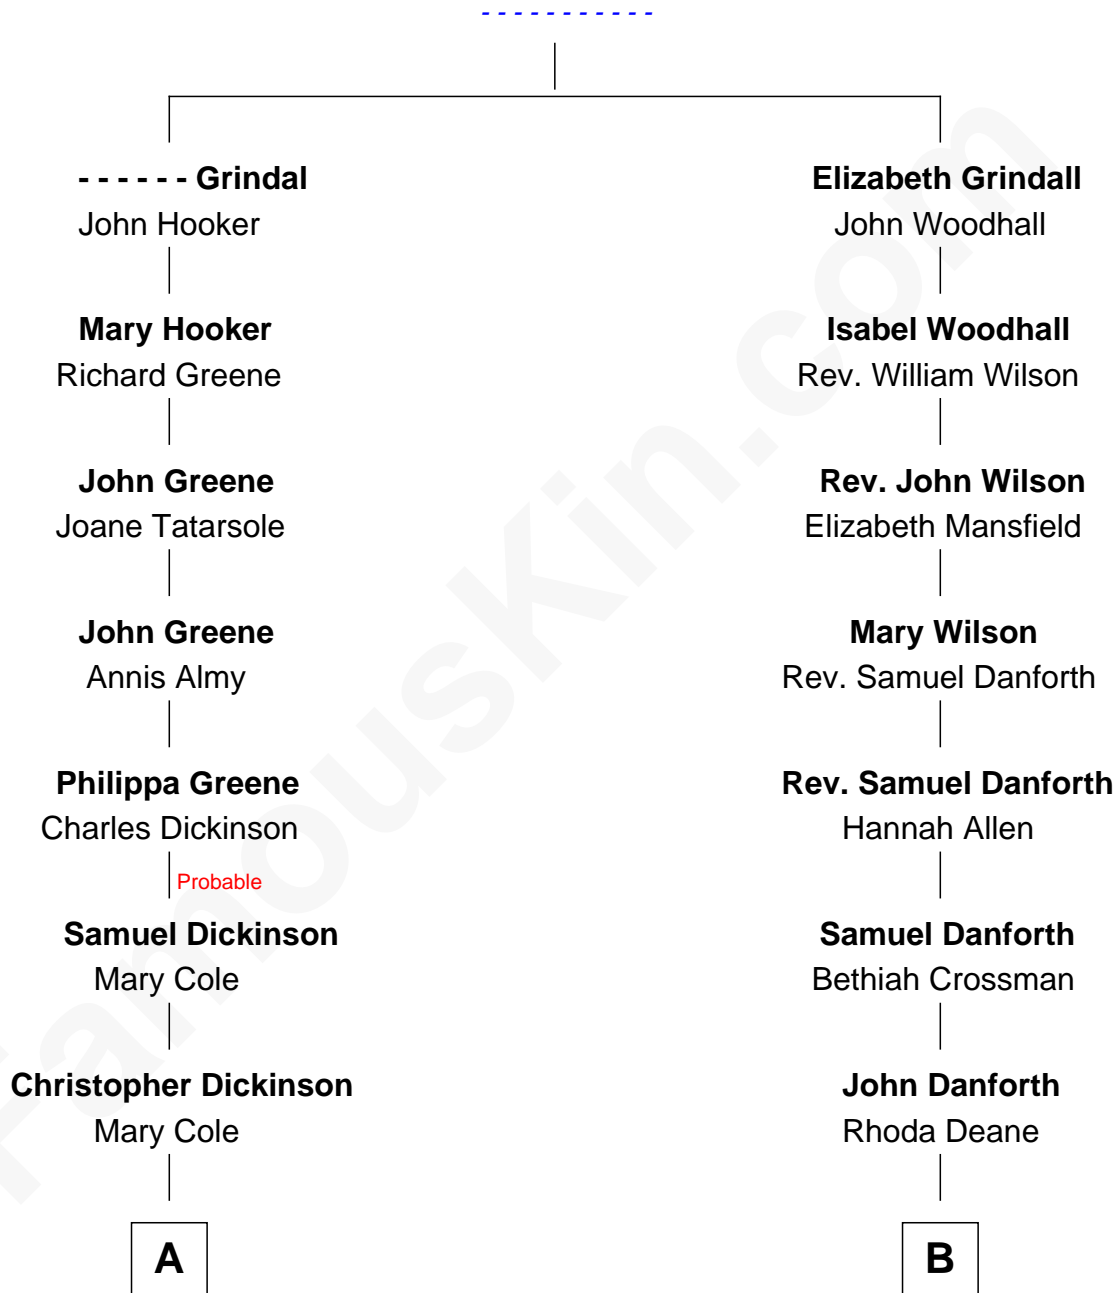 - - - - - - - - - - -
- - - - - - Grindal
John Hooker
Elizabeth Grindall
John Woodhall
Mary Hooker
Richard Greene
Isabel Woodhall
Rev. William Wilson
John Greene
Joane Tatarsole
Rev. John Wilson
Elizabeth Mansfield
John Greene
Annis Almy
Mary Wilson
Rev. Samuel Danforth
Philippa Greene
Charles Dickinson
Rev. Samuel Danforth
Hannah Allen
Probable
Samuel Dickinson
Mary Cole
Samuel Danforth
Bethiah Crossman
Christopher Dickinson
Mary Cole
John Danforth
Rhoda Deane
A
B
FamousKin.com